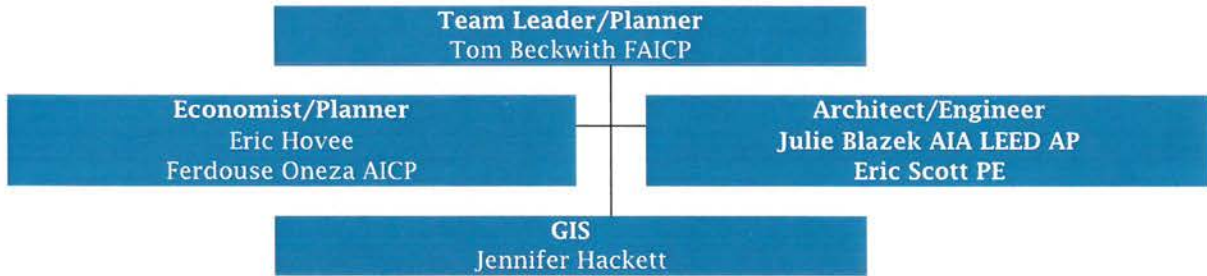 Team Leader/Planner
Tom Beckwith FAICP
Economist/Planner
Eric Hovee
Ferdouse Oneza AICP
Architect/Engineer
Julie Blazek AIA LEED AP
Eric Scott PE
GIS
Jennifer Hackett